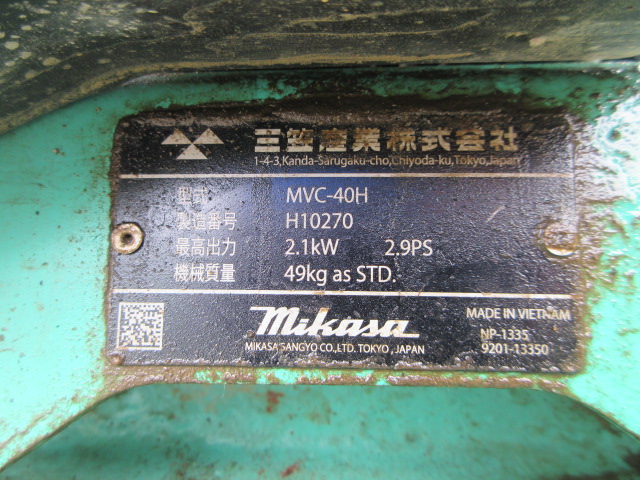 三笠産業株式会社
1-4-3,Kanda-Sarugaku-cho,Chiyoda-ku,Tokyo,Japan
型式 MVC-40H
製造番号 H10270
最高出力 2.1kW 2.9PS
機械質量 49kg as STD.
mikasa
MIKASA SANGYO CO.,LTD. TOKYO, JAPAN
MADE IN VIETNAM
NP-1335
9201-13350